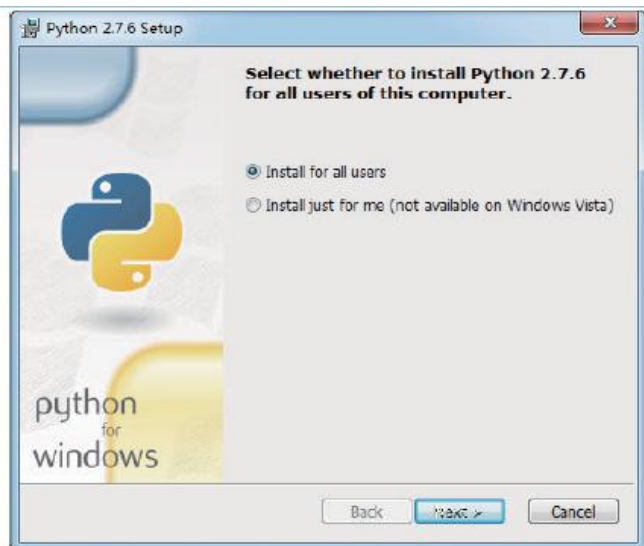 Python 2.7.6 Setup
Select whether to install Python 2.7.6
for all users of this computer.
Install for all users
Install just for me (not available on Windows Vista)
python
for
windows
Back
Next >
Cancel